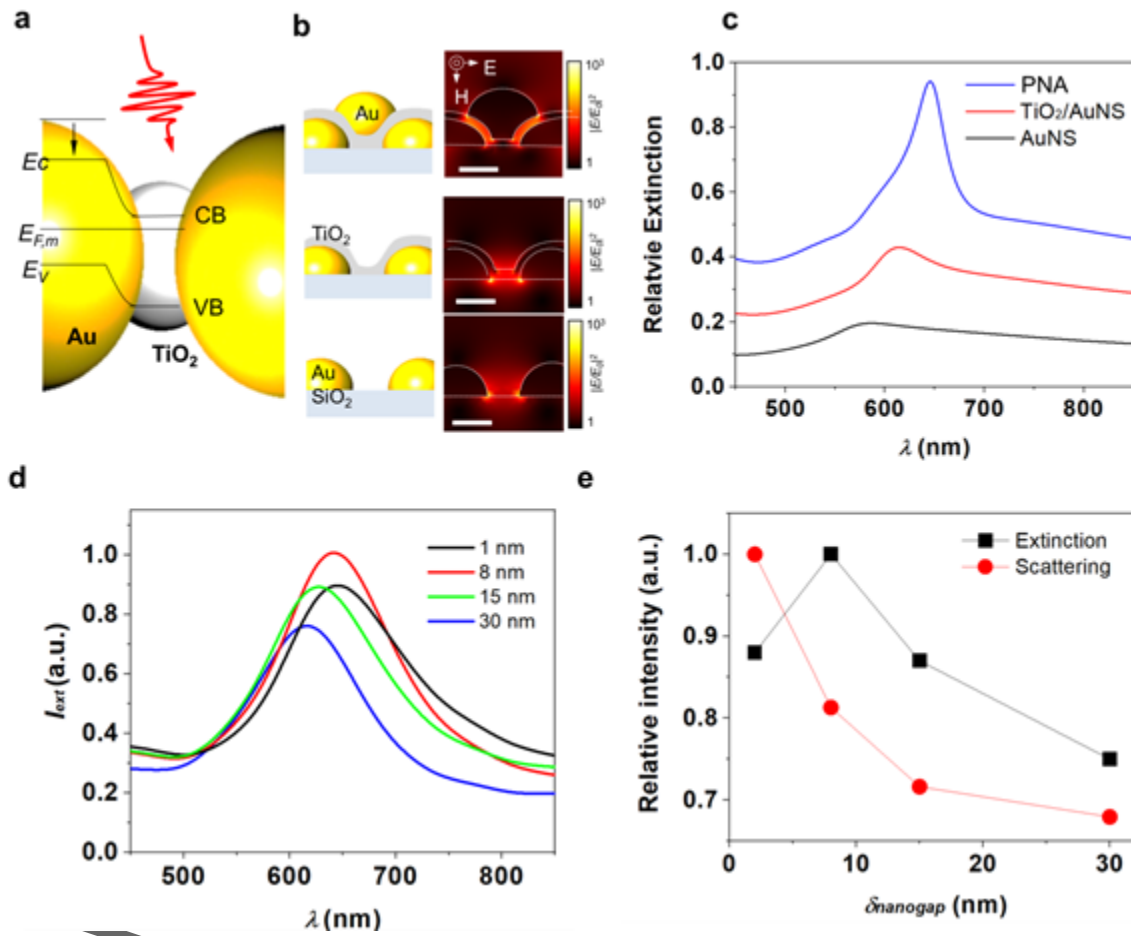 a
Ec
EF,m
EV
CB
VB
Au
TiO2
b
Au
E
H
10³
|E/E0|²
1
TiO2
10³
|E/E0|²
1
Au
SiO2
10³
|E/E0|²
1
c
1.0
0.8
0.6
0.4
0.2
0.0
Relatvie Extinction
PNA
TiO2/AuNS
AuNS
500 600 700 800
λ (nm)
d
1.0
0.8
0.6
0.4
0.2
0.0
Iext (a.u.)
1 nm
8 nm
15 nm
30 nm
500 600 700 800
λ (nm)
e
1.0
0.9
0.8
0.7
Relative intensity (a.u.)
Extinction
Scattering
0 10 20 30
δnanogap (nm)